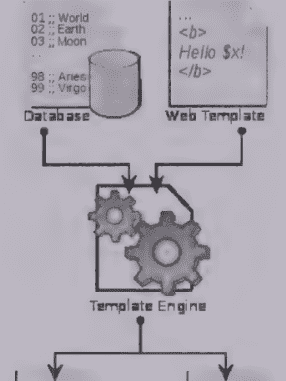 01 ;; World
02 ;; Earth
03 ;; Moon
..
98 ;; Aries
99 ;; Virgo
Database
...
<b>
Hello $x!
</b>
Web Template
Template Engine